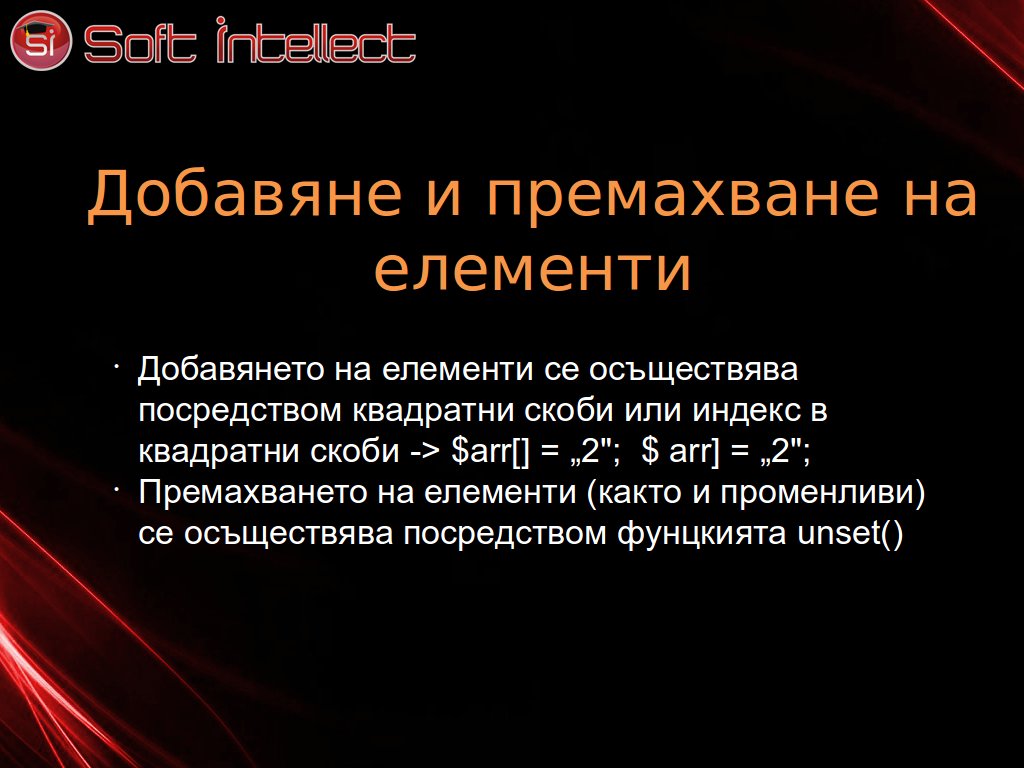 Si Soft Intellect
Добавяне и премахване на
елементи
· Добавянето на елементи се осъществява
посредством квадратни скоби или индекс в
квадратни скоби -> $arr[] = „2"; $ arr] = „2";
· Премахването на елементи (както и променливи)
се осъществява посредством фунцкията unset()